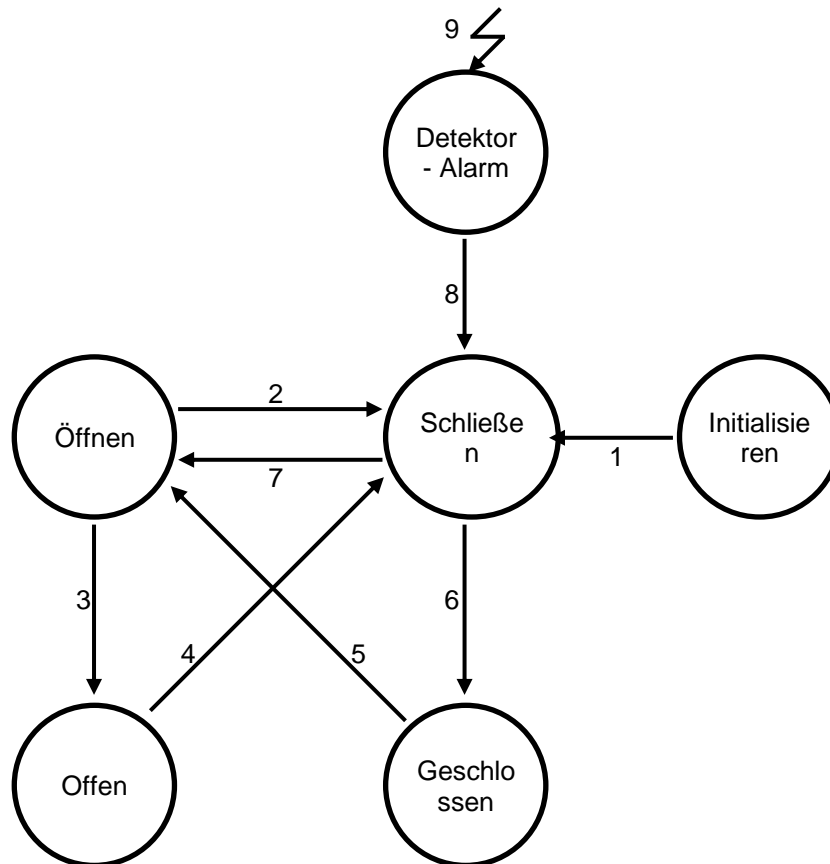 9
Detektor
- Alarm
8
2
Öffnen
Schließe
n
Initialisie
ren
7
1
3
4
5
6
Offen
Geschlo
ssen